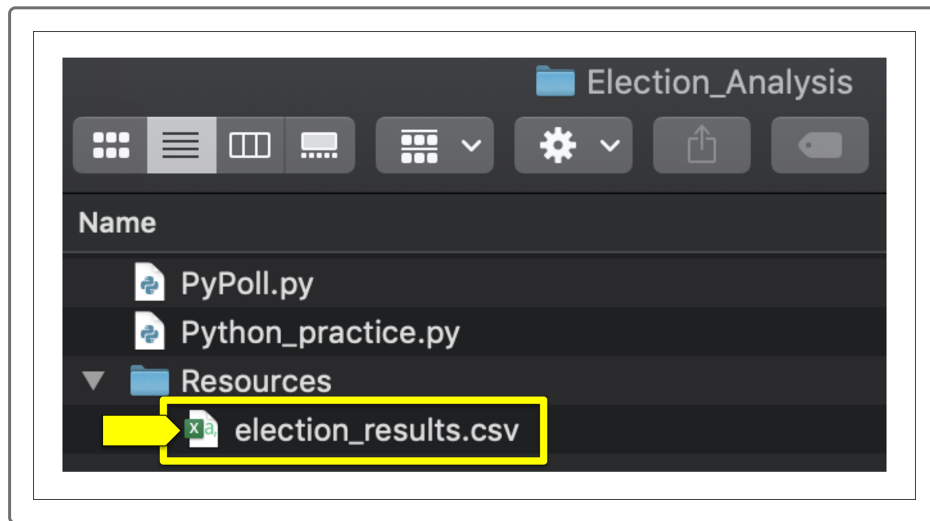 Election_Analysis
Name
PyPoll.py
Python_practice.py
Resources
election_results.csv